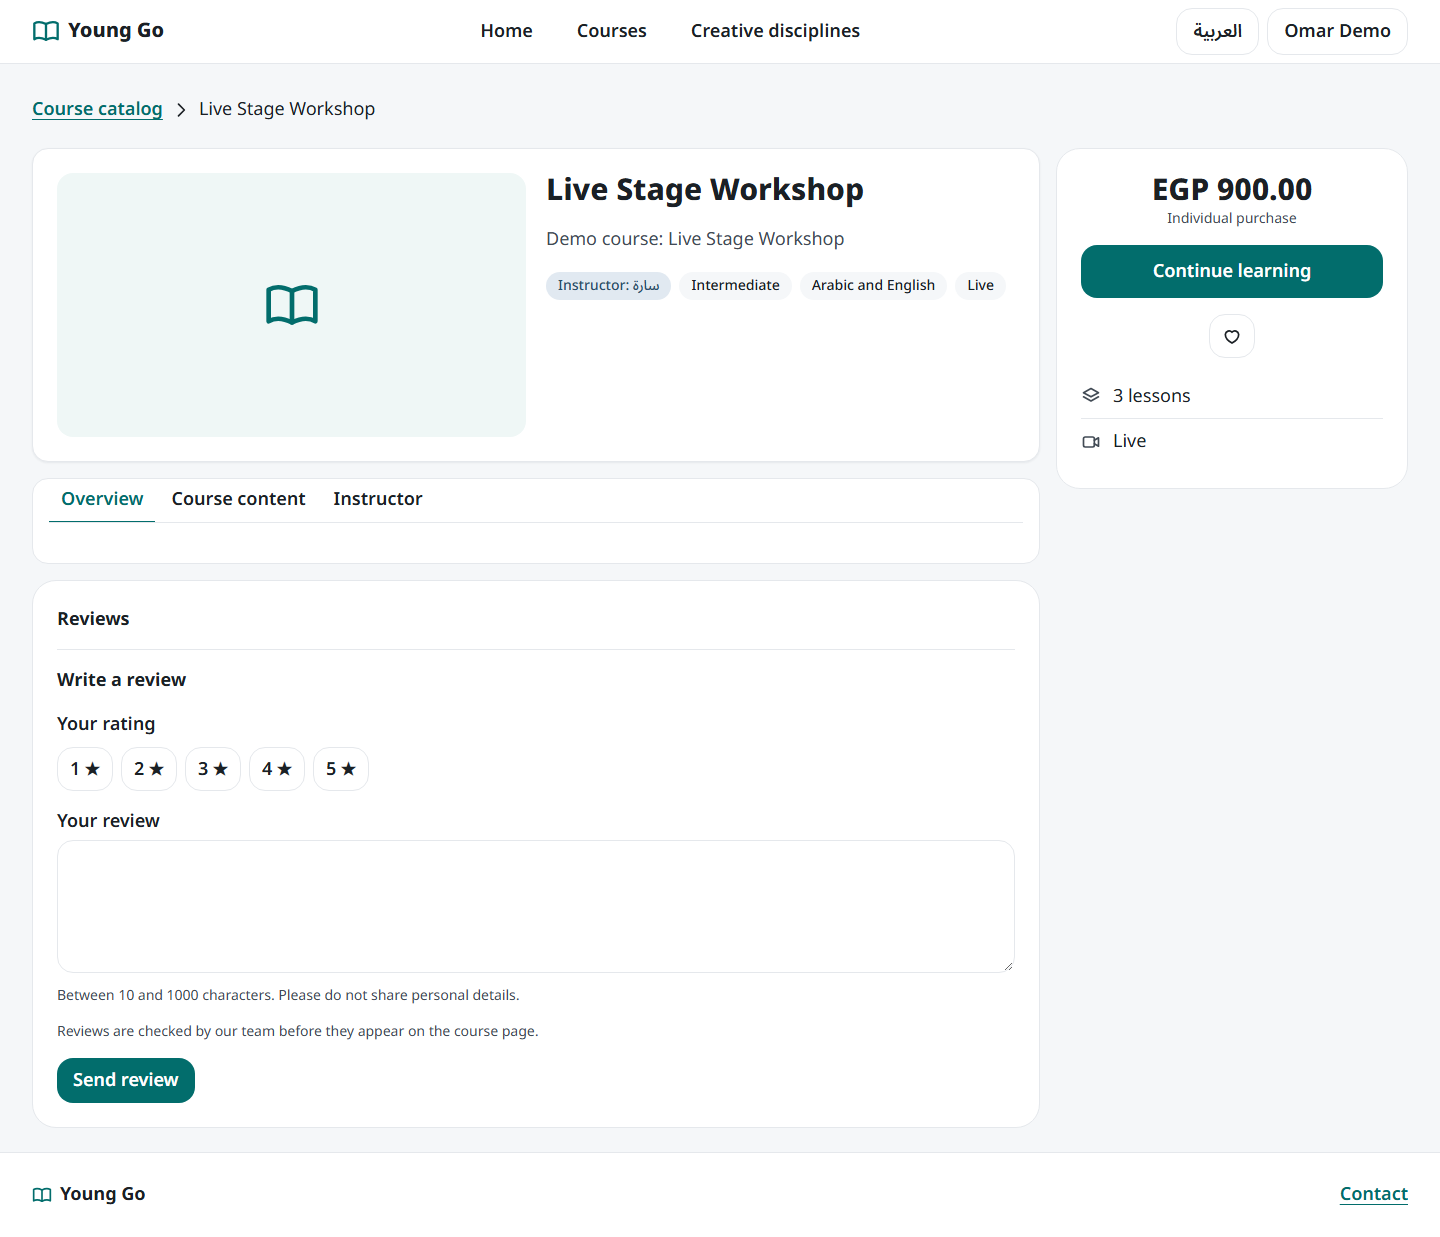 Young Go
Home
Courses
Creative disciplines
العربية
Omar Demo
Course catalog
Live Stage Workshop
Live Stage Workshop
Demo course: Live Stage Workshop
Instructor: سارة
Intermediate
Arabic and English
Live
EGP 900.00
Individual purchase
Continue learning
3 lessons
Live
Overview
Course content
Instructor
Reviews
Write a review
Your rating
1 ★
2 ★
3 ★
4 ★
5 ★
Your review
Between 10 and 1000 characters. Please do not share personal details.
Reviews are checked by our team before they appear on the course page.
Send review
Young Go
Contact